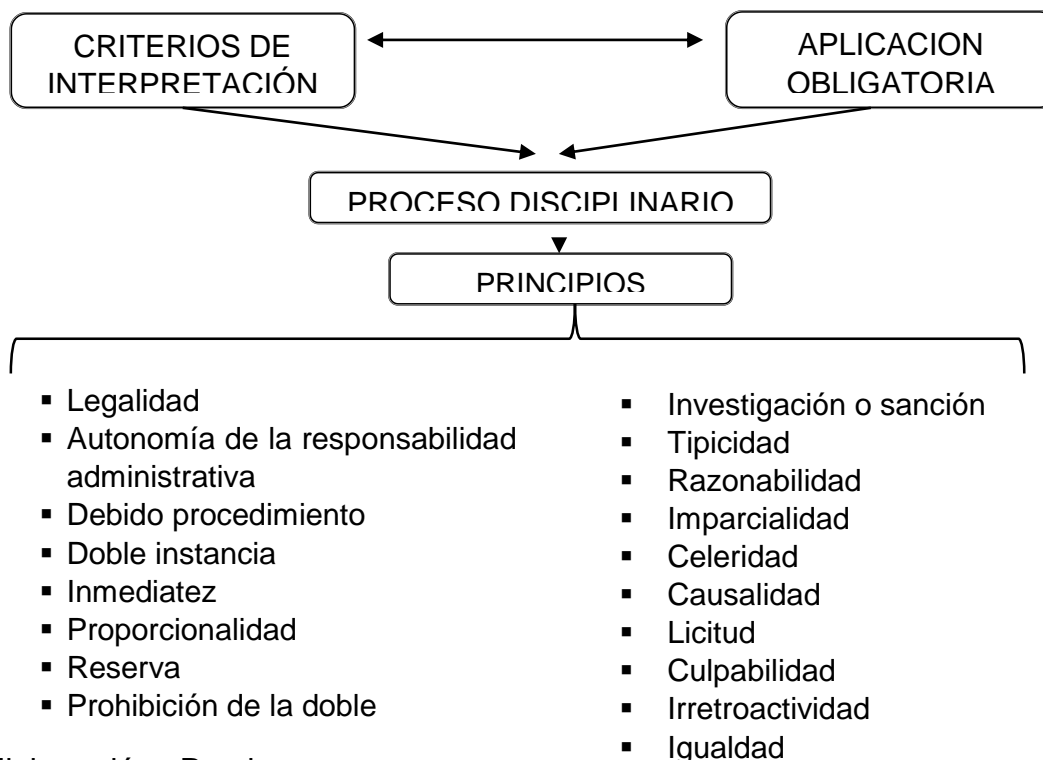 CRITERIOS DE
INTERPRETACIÓN
APLICACION
OBLIGATORIA
PROCESO DISCIPLINARIO
PRINCIPIOS
▪ Legalidad
▪ Autonomía de la responsabilidad
administrativa
▪ Debido procedimiento
▪ Doble instancia
▪ Inmediatez
▪ Proporcionalidad
▪ Reserva
▪ Prohibición de la doble
▪ Investigación o sanción
▪ Tipicidad
▪ Razonabilidad
▪ Imparcialidad
▪ Celeridad
▪ Causalidad
▪ Licitud
▪ Culpabilidad
▪ Irretroactividad
▪ Igualdad